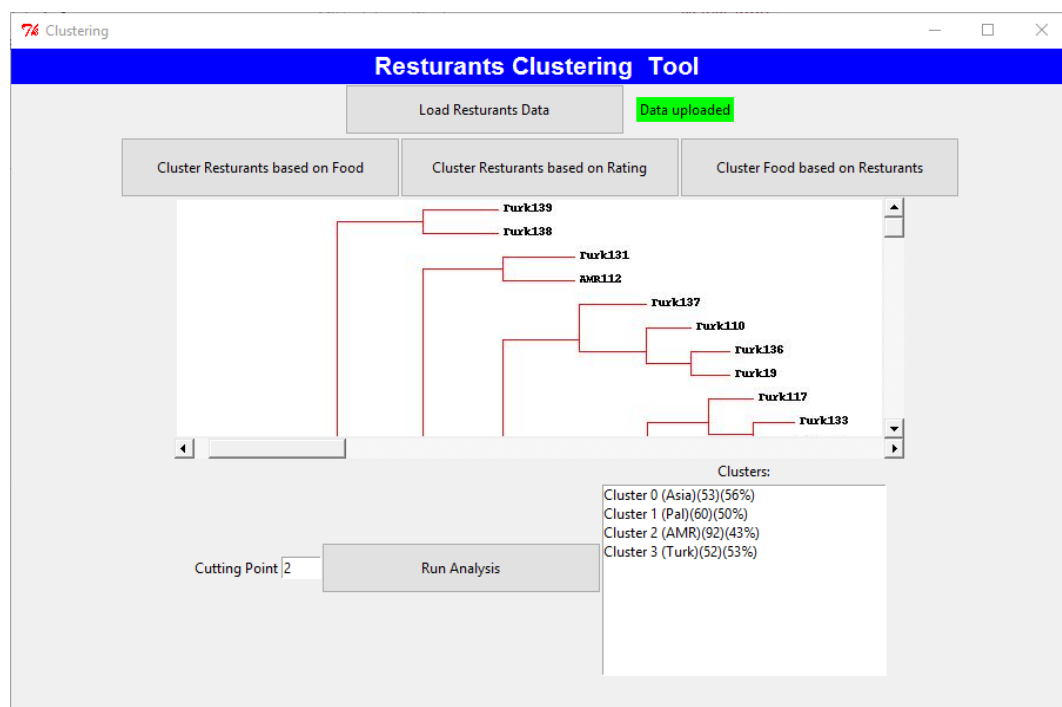 Clustering
Resturants Clustering Tool
Load Resturants Data
Data uploaded
Cluster Resturants based on Food
Cluster Resturants based on Rating
Cluster Food based on Resturants
Turk139
Turk138
Turk131
AMR112
Turk137
Turk110
Turk136
Turk19
Turk117
Turk133
Clusters:
Cluster 0 (Asia)(53)(56%)
Cluster 1 (Pal)(60)(50%)
Cluster 2 (AMR)(92)(43%)
Cluster 3 (Turk)(52)(53%)
Cutting Point 2
Run Analysis